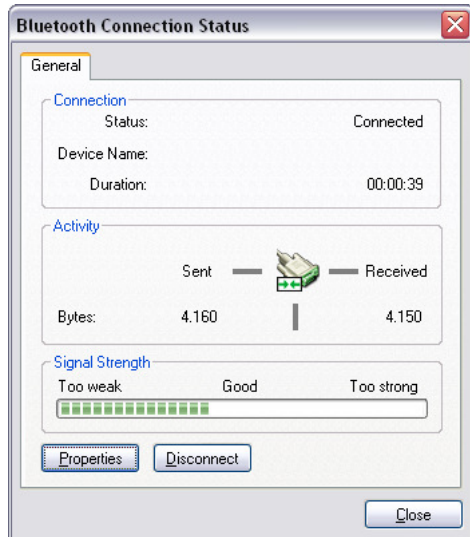 Bluetooth Connection Status
General
Connection
Status: Connected
Device Name:
Duration: 00:00:39
Activity
Sent Received
Bytes: 4.160 4.150
Signal Strength
Too weak Good Too strong
Properties Disconnect
Close